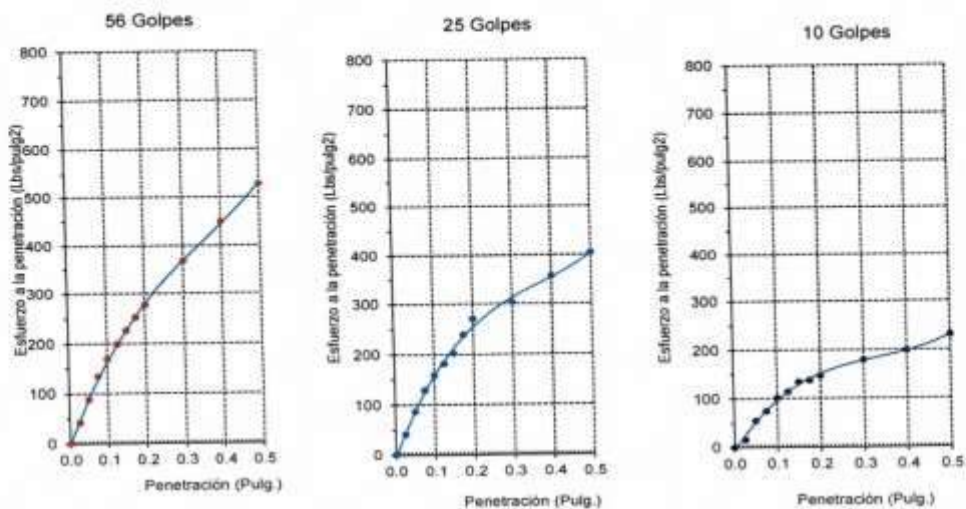 56 Golpes
Esfuerzo a la penetración (Lbs/pulg2)
800
700
600
500
400
300
200
100
0
0.0 0.1 0.2 0.3 0.4 0.5
Penetración (Pulg.)
25 Golpes
Esfuerzo a la penetración (Lbs/pulg2)
800
700
600
500
400
300
200
100
0
0.0 0.1 0.2 0.3 0.4 0.5
Penetración (Pulg.)
10 Golpes
Esfuerzo a la penetración (Lbs/pulg2)
800
700
600
500
400
300
200
100
0
0.0 0.1 0.2 0.3 0.4 0.5
Penetración (Pulg.)